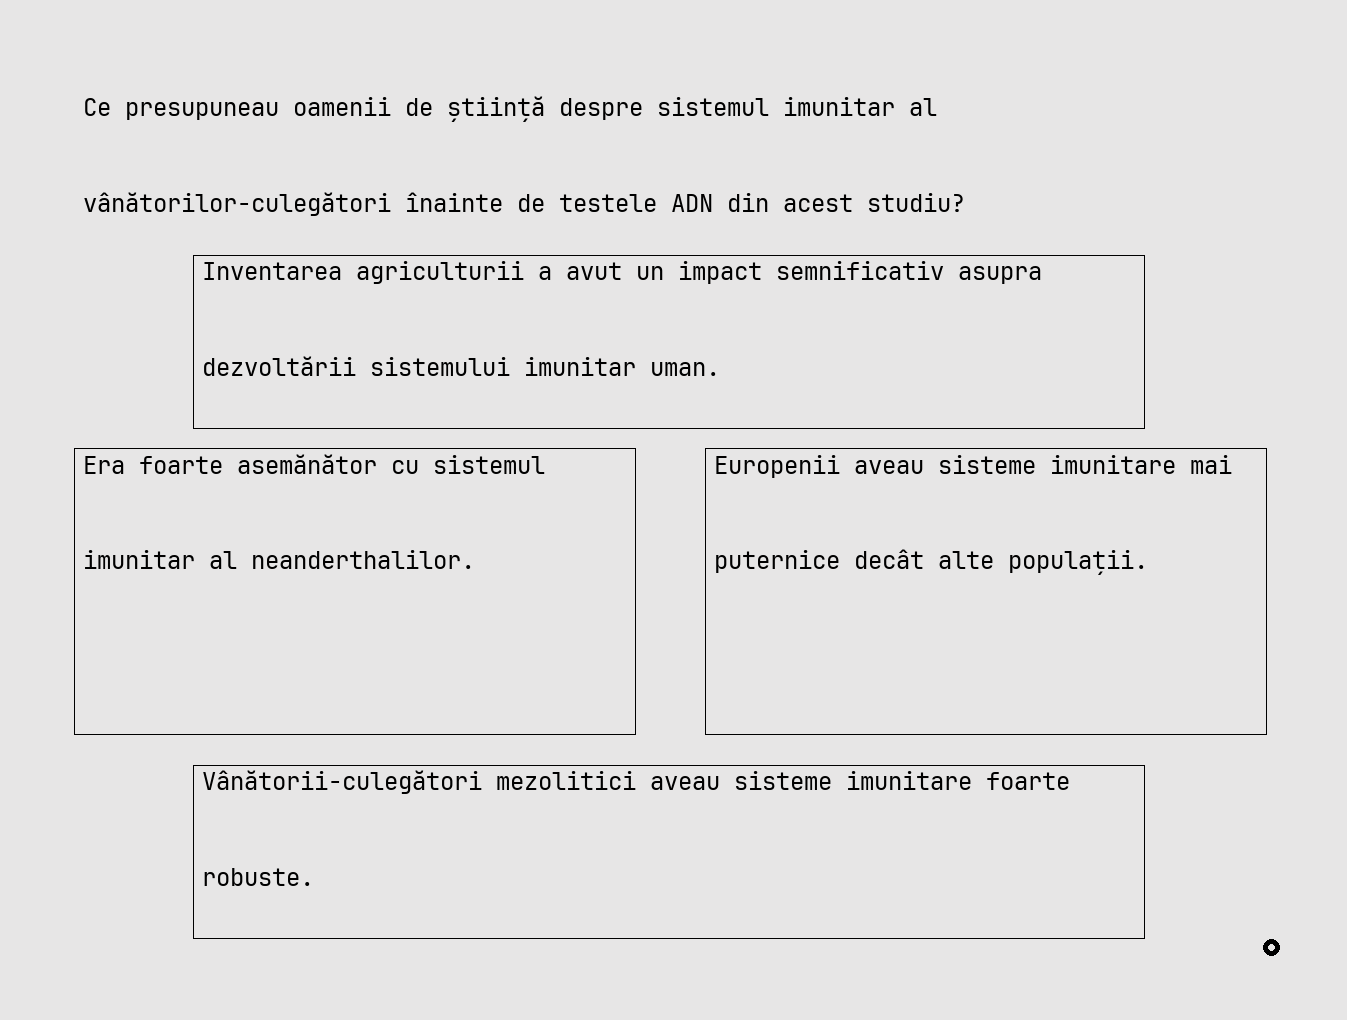 Ce presupuneau oamenii de știință despre sistemul imunitar al
vânătorilor-culegători înainte de testele ADN din acest studiu?
Inventarea agriculturii a avut un impact semnificativ asupra
dezvoltării sistemului imunitar uman.
Era foarte asemănător cu sistemul
imunitar al neanderthalilor.
Europenii aveau sisteme imunitare mai
puternice decât alte populații.
Vânătorii-culegători mezolitici aveau sisteme imunitare foarte
robuste.